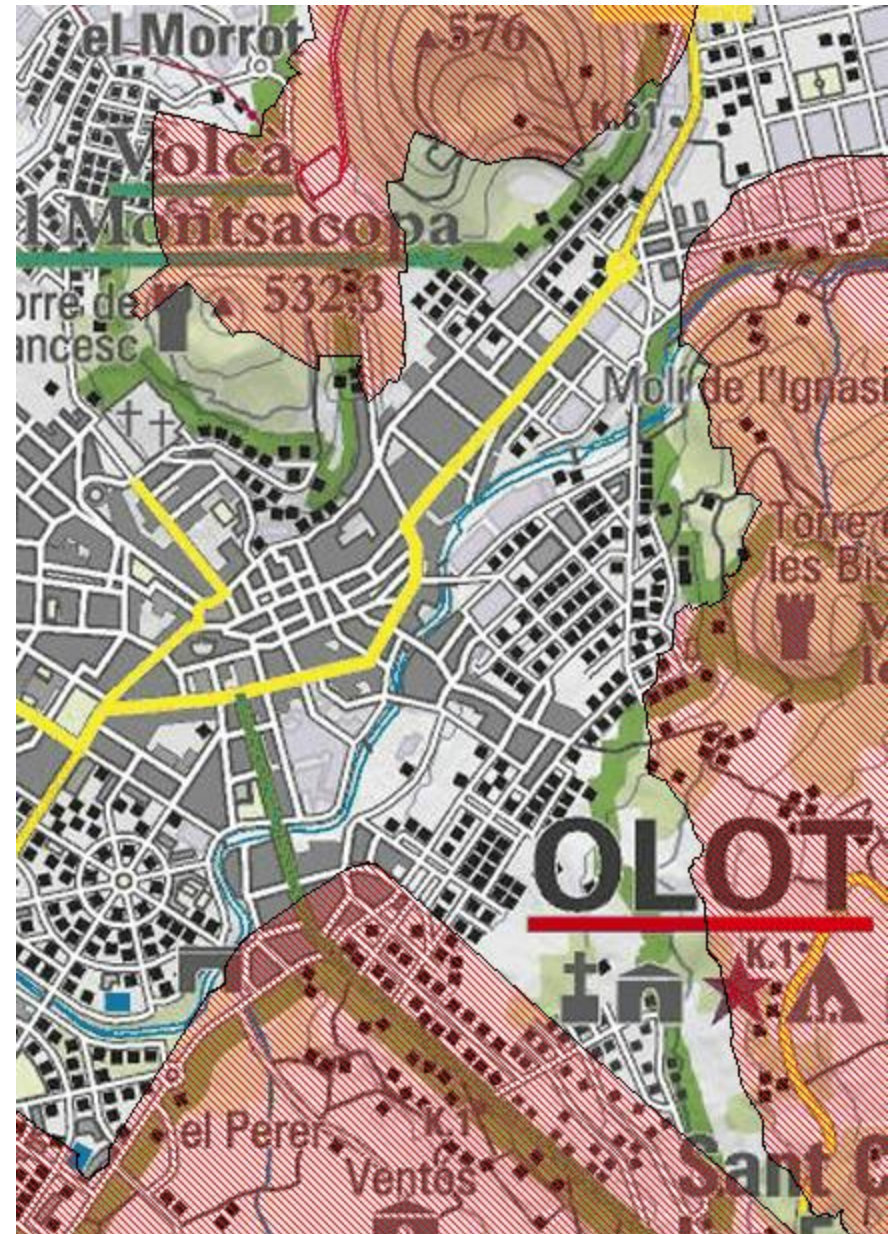 el Morrot
576
K.61
Volcà
l Montsacopa
orre de
ancesc
532,3
Molí de l'Ignasi
Torre
les Bis
OLOT
K.1
el Perer
K.1
Ventós
Sant C